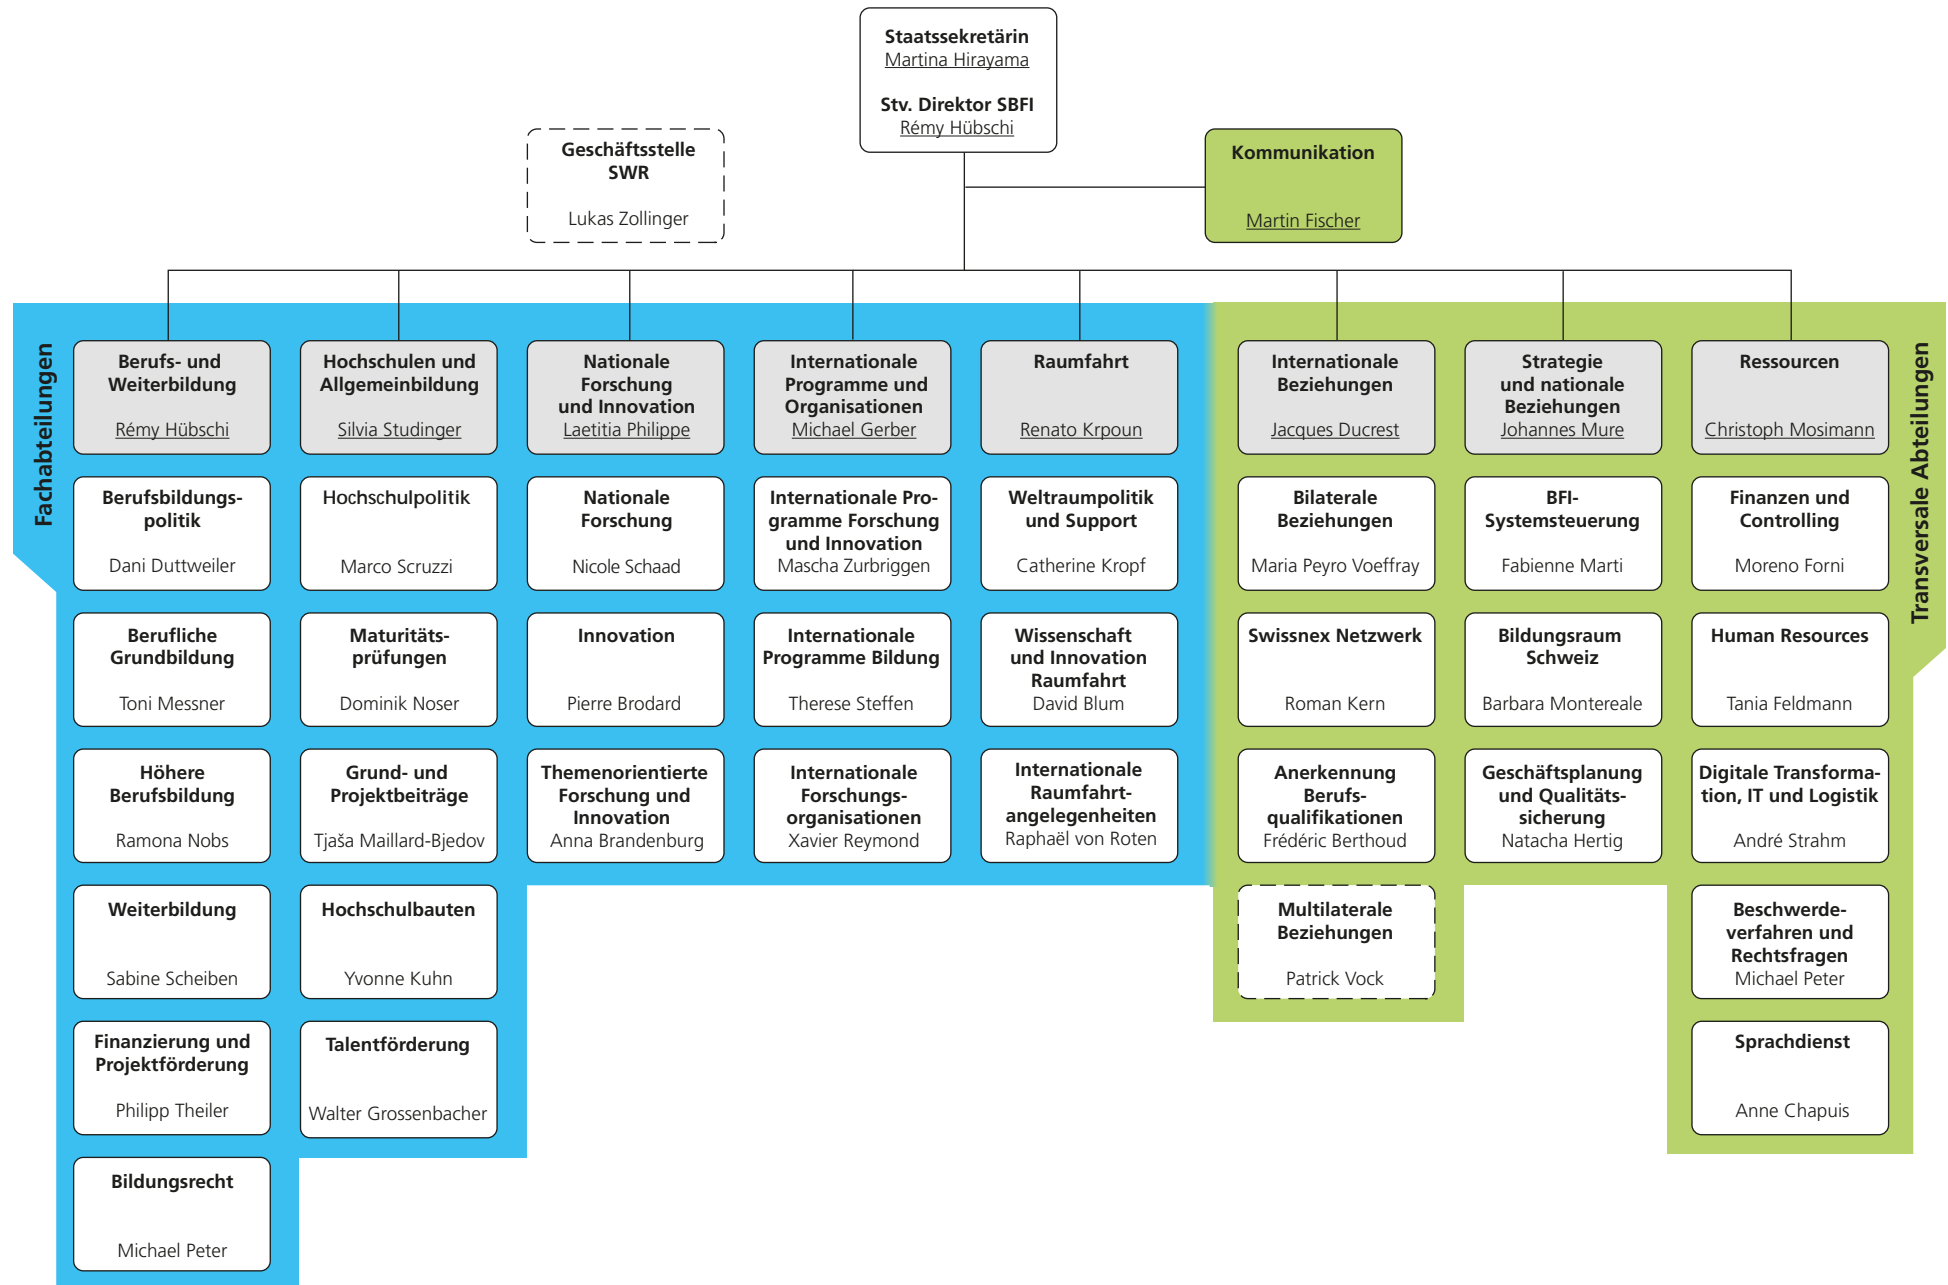 Staatssekretärin
Martina Hirayama
Stv. Direktor SBFI
Rémy Hübschi
Geschäftsstelle
SWR
Lukas Zollinger
Kommunikation
Martin Fischer
Fachabteilungen
Berufs- und
Weiterbildung
Rémy Hübschi
Berufsbildungs-
politik
Dani Duttweiler
Berufliche
Grundbildung
Toni Messner
Höhere
Berufsbildung
Ramona Nobs
Weiterbildung
Sabine Scheiben
Finanzierung und
Projektförderung
Philipp Theiler
Bildungsrecht
Michael Peter
Hochschulen und
Allgemeinbildung
Silvia Studinger
Hochschulpolitik
Marco Scruzzi
Maturitäts-
prüfungen
Dominik Noser
Grund- und
Projektbeiträge
Tjaša Maillard-Bjedov
Hochschulbauten
Yvonne Kuhn
Talentförderung
Walter Grossenbacher
Nationale
Forschung
und Innovation
Laetitia Philippe
Nationale
Forschung
Nicole Schaad
Innovation
Pierre Brodard
Themenorientierte
Forschung und
Innovation
Anna Brandenburg
Internationale
Programme und
Organisationen
Michael Gerber
Internationale Pro-
gramme Forschung
und Innovation
Mascha Zurbriggen
Internationale
Programme Bildung
Therese Steffen
Internationale
Forschungs-
organisationen
Xavier Reymond
Raumfahrt
Renato Krpoun
Weltraumpolitik
und Support
Catherine Kropf
Wissenschaft
und Innovation
Raumfahrt
David Blum
Internationale
Raumfahrt-
angelegenheiten
Raphaël von Roten
Internationale
Beziehungen
Jacques Ducrest
Bilaterale
Beziehungen
Maria Peyro Voeffray
Swissnex Netzwerk
Roman Kern
Anerkennung
Berufs-
qualifikationen
Frédéric Berthoud
Multilaterale
Beziehungen
Patrick Vock
Strategie
und nationale
Beziehungen
Johannes Mure
BFI-
Systemsteuerung
Fabienne Marti
Bildungsraum
Schweiz
Barbara Montereale
Geschäftsplanung
und Qualitäts-
sicherung
Natacha Hertig
Ressourcen
Christoph Mosimann
Finanzen und
Controlling
Moreno Forni
Human Resources
Tania Feldmann
Digitale Transforma-
tion, IT und Logistik
André Strahm
Beschwerde-
verfahren und
Rechtsfragen
Michael Peter
Sprachdienst
Anne Chapuis
Transversale Abteilungen